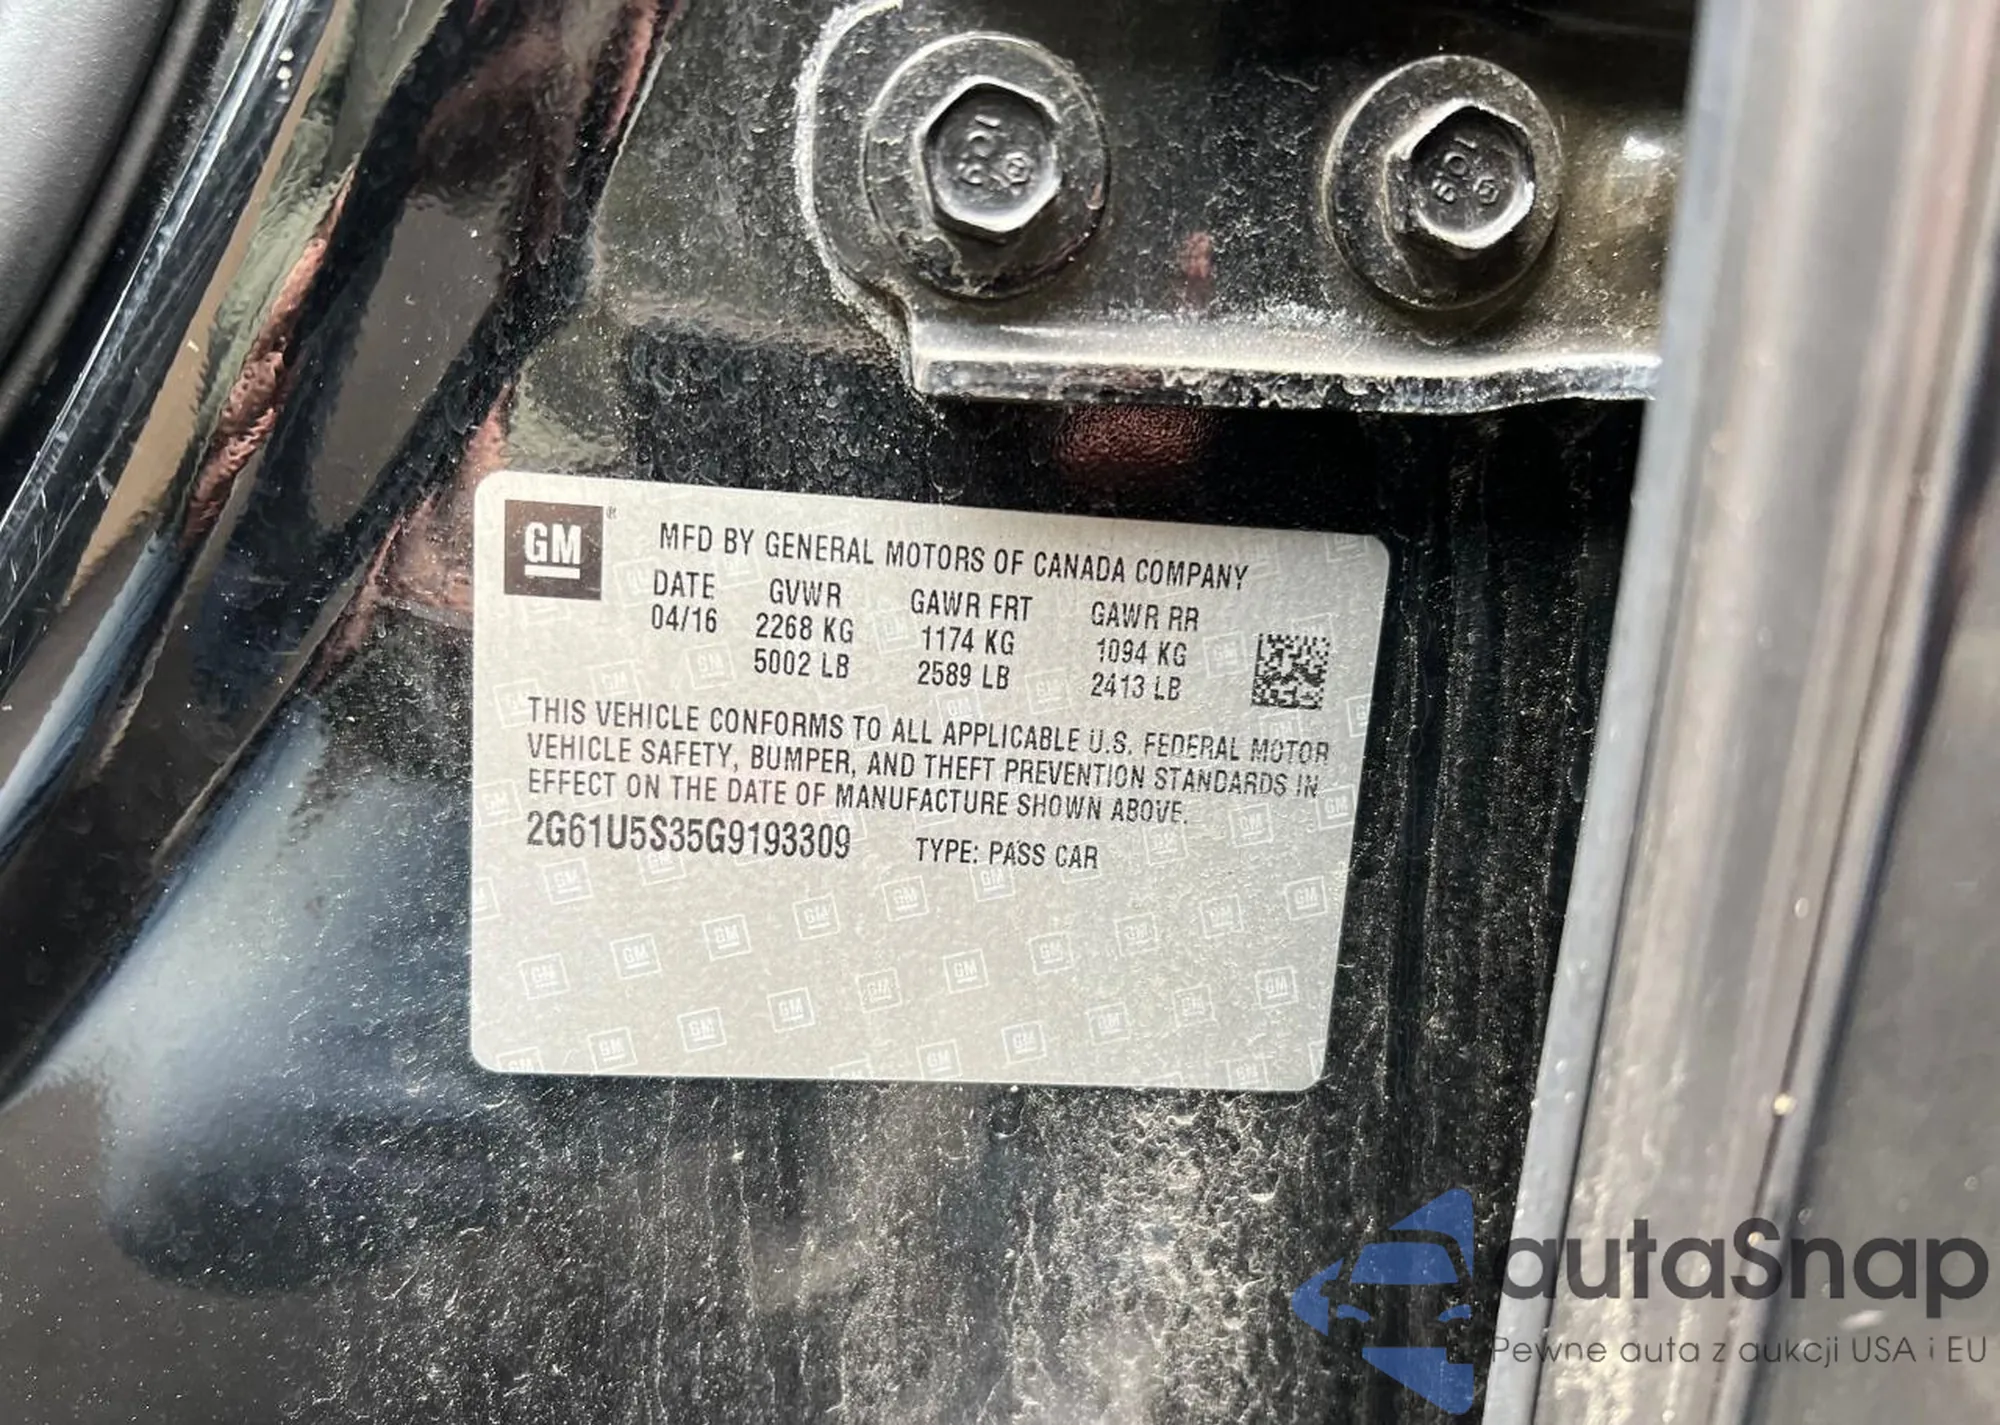 GM ®
MFD BY GENERAL MOTORS OF CANADA COMPANY
DATE GVWR GAWR FRT GAWR RR
04/16 2268 KG 1174 KG 1094 KG
5002 LB 2589 LB 2413 LB
THIS VEHICLE CONFORMS TO ALL APPLICABLE U.S. FEDERAL MOTOR
VEHICLE SAFETY, BUMPER, AND THEFT PREVENTION STANDARDS IN
EFFECT ON THE DATE OF MANUFACTURE SHOWN ABOVE.
2G61U5S35G9193309 TYPE: PASS CAR
autaSnap
Pewne auta z aukcji USA i EU